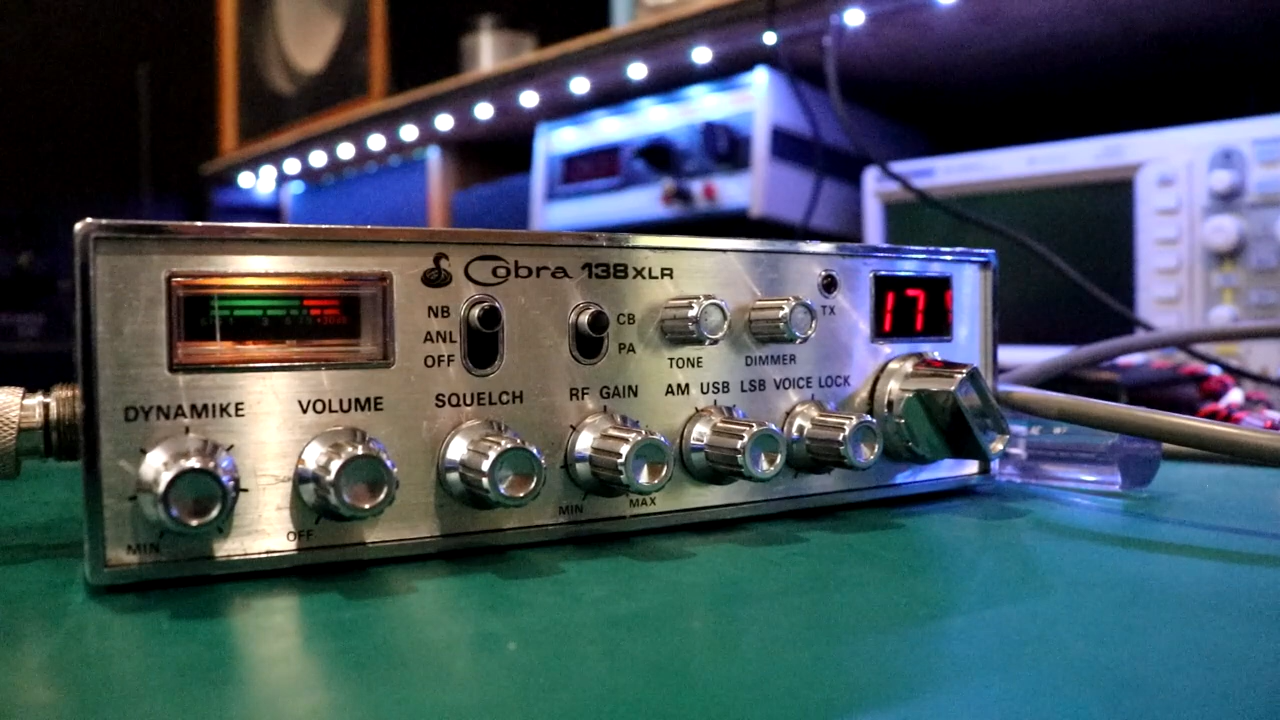 Cobra 138 XLR
NB
ANL
OFF
CB
PA
TONE
DIMMER
TX
17
DYNAMIKE
VOLUME
SQUELCH
RF GAIN
AM USB LSB VOICE LOCK
MIN
OFF
MIN
MAX